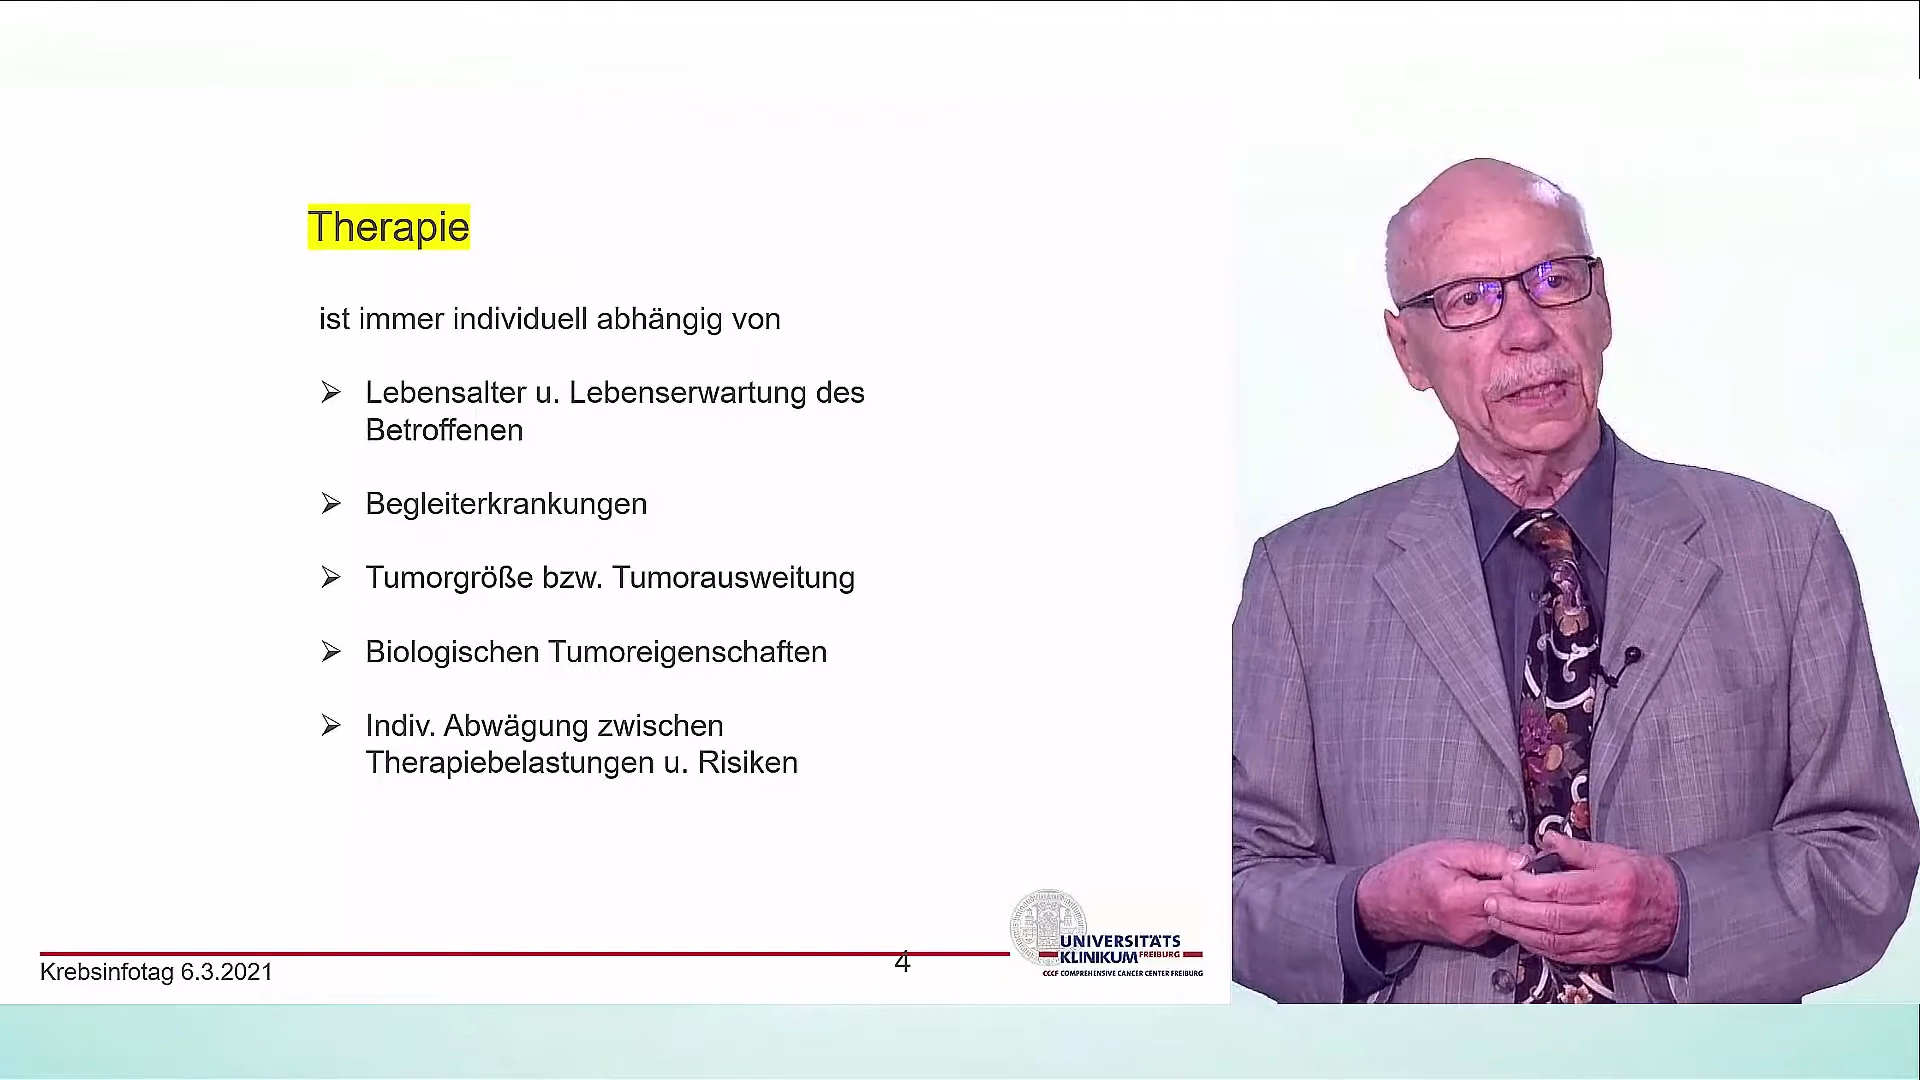 Therapie
ist immer individuell abhängig von
Lebensalter u. Lebenserwartung des
Betroffenen
Begleiterkrankungen
Tumorgröße bzw. Tumorausweitung
Biologischen Tumoreigenschaften
Indiv. Abwägung zwischen
Therapiebelastungen u. Risiken
Krebsinfotag 6.3.2021
4
UNIVERSITÄTS
KLINIKUM FREIBURG
CCCF COMPREHENSIVE CANCER CENTER FREIBURG